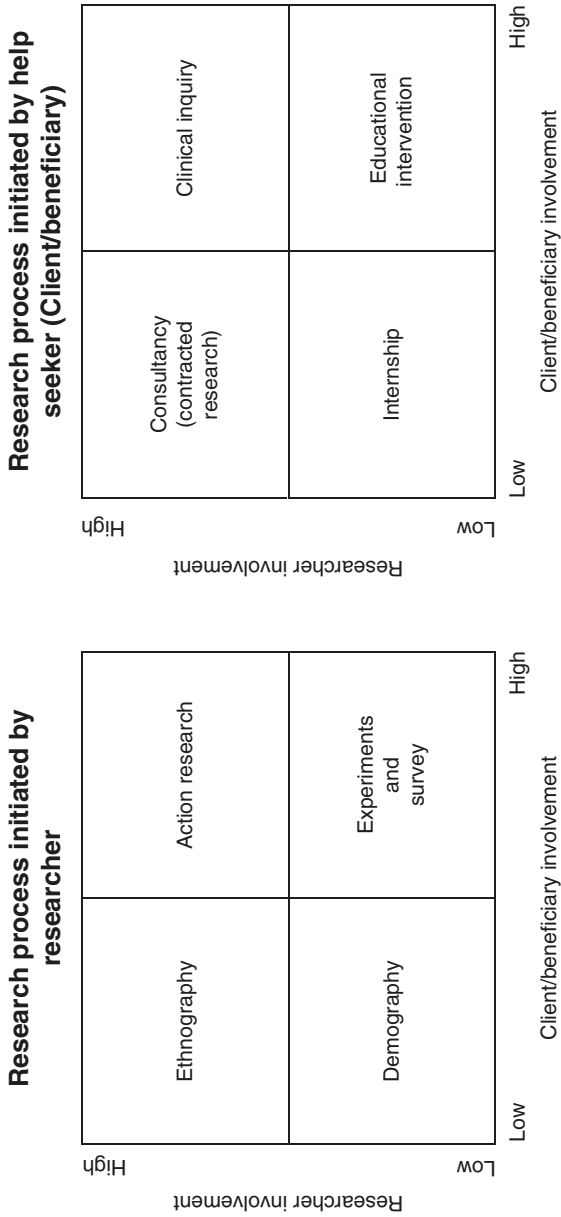 Research process initiated by
researcher
High
Researcher involvement
Low
Ethnography
Action research
Demography
Experiments
and
survey
Low
High
Client/beneficiary involvement
Research process initiated by help
seeker (Client/beneficiary)
High
Researcher involvement
Low
Consultancy
(contracted
research)
Clinical inquiry
Internship
Educational
intervention
Low
High
Client/beneficiary involvement